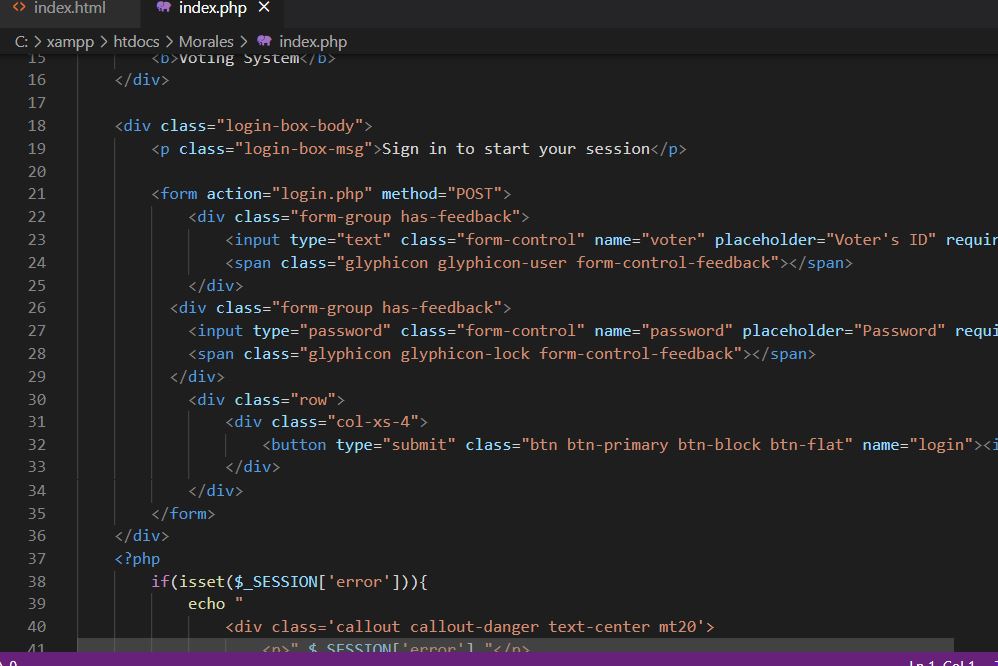 <> index.html index.php ×
C: > xampp > htdocs > Morales > index.php
15 <b>Voting System</b>
16 </div>
17
18 <div class="login-box-body">
19 <p class="login-box-msg">Sign in to start your session</p>
20
21 <form action="login.php" method="POST">
22 <div class="form-group has-feedback">
23 <input type="text" class="form-control" name="voter" placeholder="Voter's ID" requir
24 <span class="glyphicon glyphicon-user form-control-feedback"></span>
25 </div>
26 <div class="form-group has-feedback">
27 <input type="password" class="form-control" name="password" placeholder="Password" requi
28 <span class="glyphicon glyphicon-lock form-control-feedback"></span>
29 </div>
30 <div class="row">
31 <div class="col-xs-4">
32 <button type="submit" class="btn btn-primary btn-block btn-flat" name="login"><i
33 </div>
34 </div>
35 </form>
36 </div>
37 <?php
38 if(isset($_SESSION['error'])){
39 echo "
40 <div class='callout callout-danger text-center mt20'>
41 <p>".$_SESSION['error']."</p>
0 Ln 1, Col 1